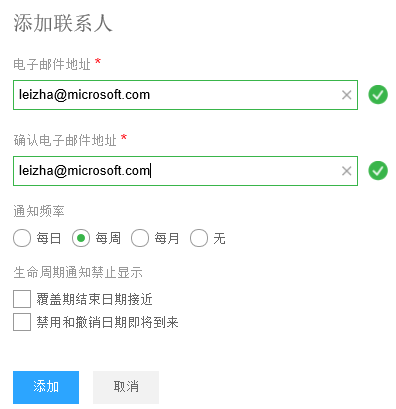 添加联系人
电子邮件地址 *
leizha@microsoft.com
确认电子邮件地址 *
leizha@microsoft.com
通知频率
每日 每周 每月 无
生命周期通知禁止显示
覆盖期结束日期接近
禁用和撤销日期即将到来
添加 取消